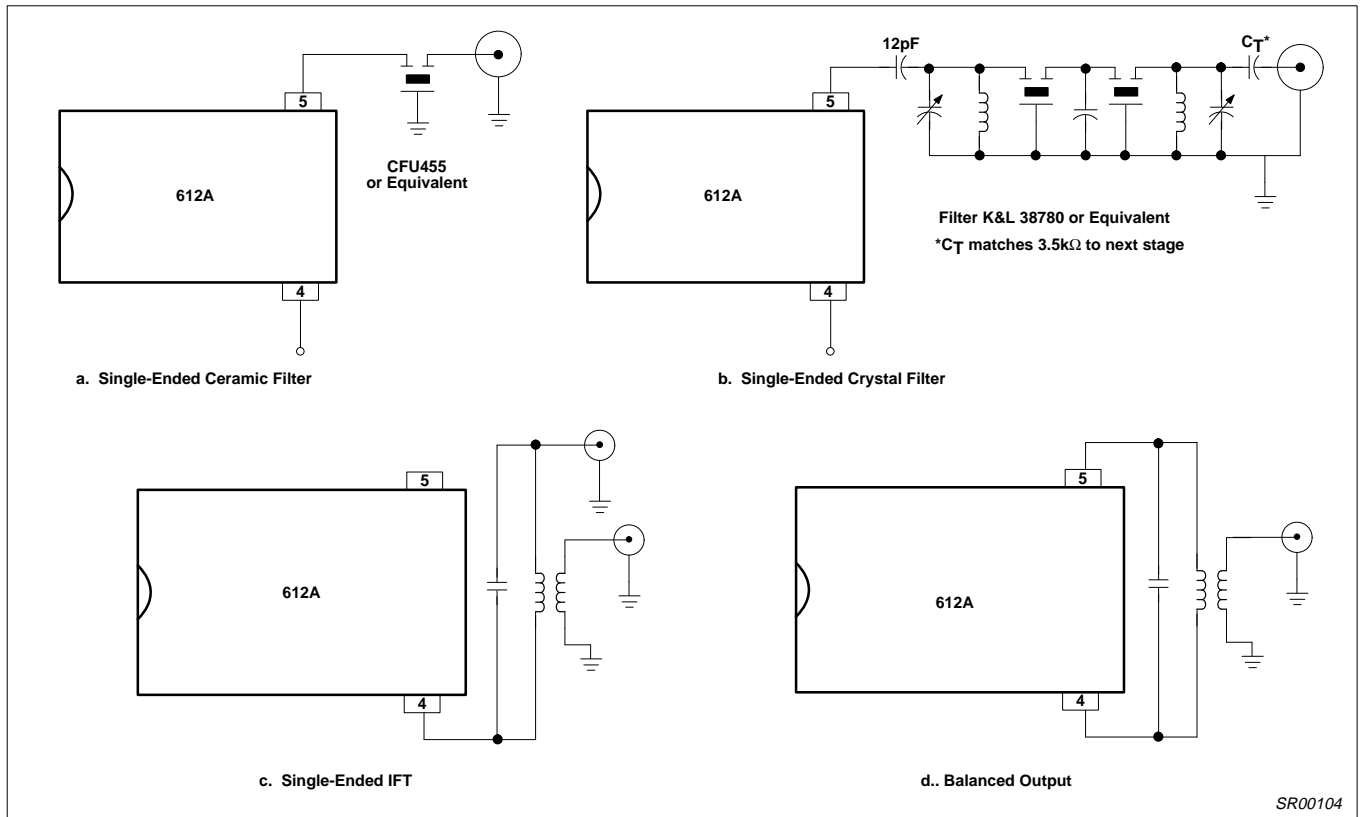 5
CFU455
or Equivalent
612A
4
a. Single-Ended Ceramic Filter
12pF
CT*
5
612A
Filter K&L 38780 or Equivalent
*CT matches 3.5kΩ to next stage
4
b. Single-Ended Crystal Filter
5
612A
4
c. Single-Ended IFT
5
612A
4
d.. Balanced Output
SR00104